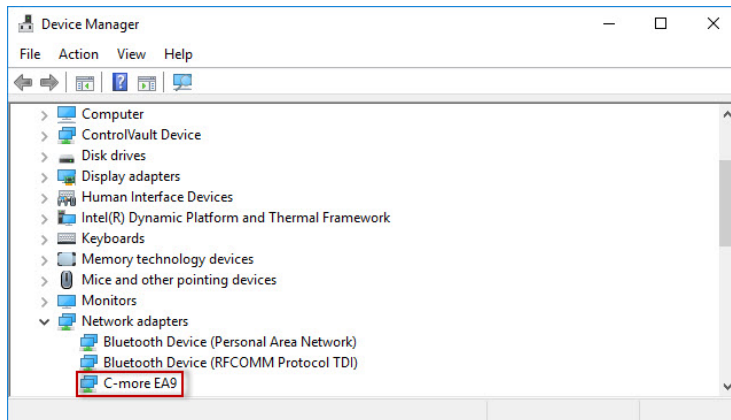 Device Manager
File Action View Help
Computer
ControlVault Device
Disk drives
Display adapters
Human Interface Devices
Intel(R) Dynamic Platform and Thermal Framework
Keyboards
Memory technology devices
Mice and other pointing devices
Monitors
Network adapters
Bluetooth Device (Personal Area Network)
Bluetooth Device (RFCOMM Protocol TDI)
C-more EA9